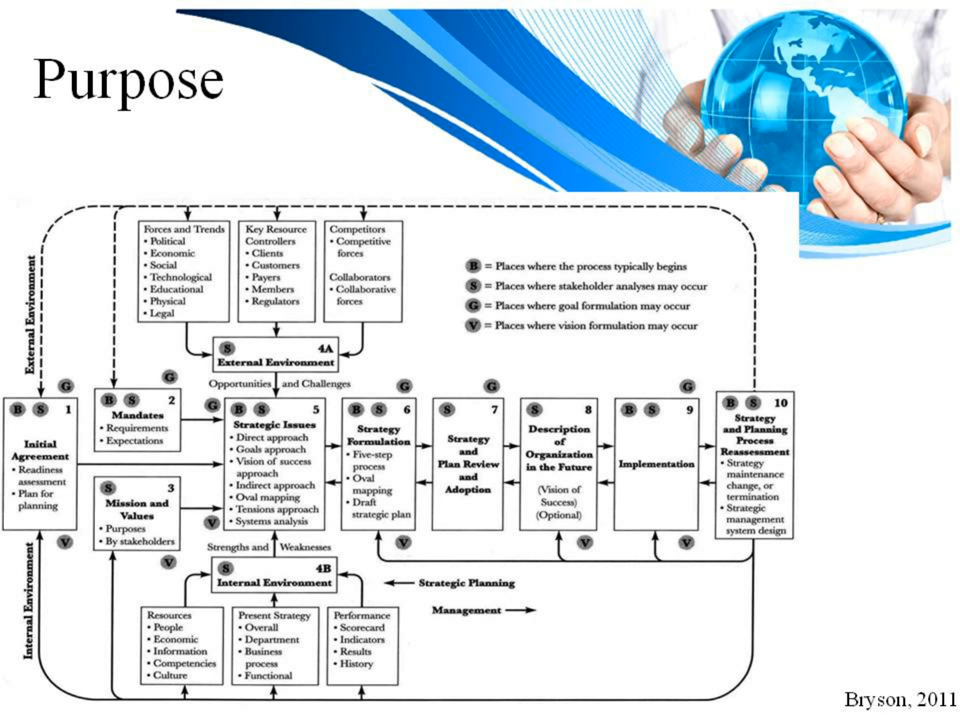 Purpose
Forces and Trends
• Political
• Economic
• Social
• Technological
• Educational
• Physical
• Legal
Key Resource
Controllers
• Clients
• Customers
• Payers
• Members
• Regulators
Competitors
• Competitive
forces
Collaborators
• Collaborative
forces
B = Places where the process typically begins
S = Places where stakeholder analyses may occur
G = Places where goal formulation may occur
V = Places where vision formulation may occur
External Environment
S 4A
External Environment
Opportunities and Challenges
G
B S 1
Initial
Agreement
• Readiness
assessment
• Plan for
planning
V
G
B S 2
Mandates
• Requirements
• Expectations
S 3
Mission and
Values
• Purposes
• By stakeholders
V
G
B S 5
Strategic Issues
• Direct approach
• Goals approach
• Vision of success
approach
• Indirect approach
• Oval mapping
• Tensions approach
• Systems analysis
V
G
B S 6
Strategy
Formulation
• Five-step
process
• Oval
mapping
• Draft
strategic plan
V
G
S 7
Strategy
and
Plan Review
and
Adoption
S 8
Description
of
Organization
in the Future
(Vision of
Success)
(Optional)
V
G
B S 9
Implementation
V
B S 10
Strategy
and Planning
Process
Reassessment
• Strategy
maintenance
change, or
termination
• Strategic
management
system design
Strengths and Weaknesses
S 4B
Internal Environment
Internal Environment
Strategic Planning
Management
Resources
• People
• Economic
• Information
• Competencies
• Culture
Present Strategy
• Overall
• Department
• Business
process
• Functional
Performance
• Scorecard
• Indicators
• Results
• History
Bryson, 2011